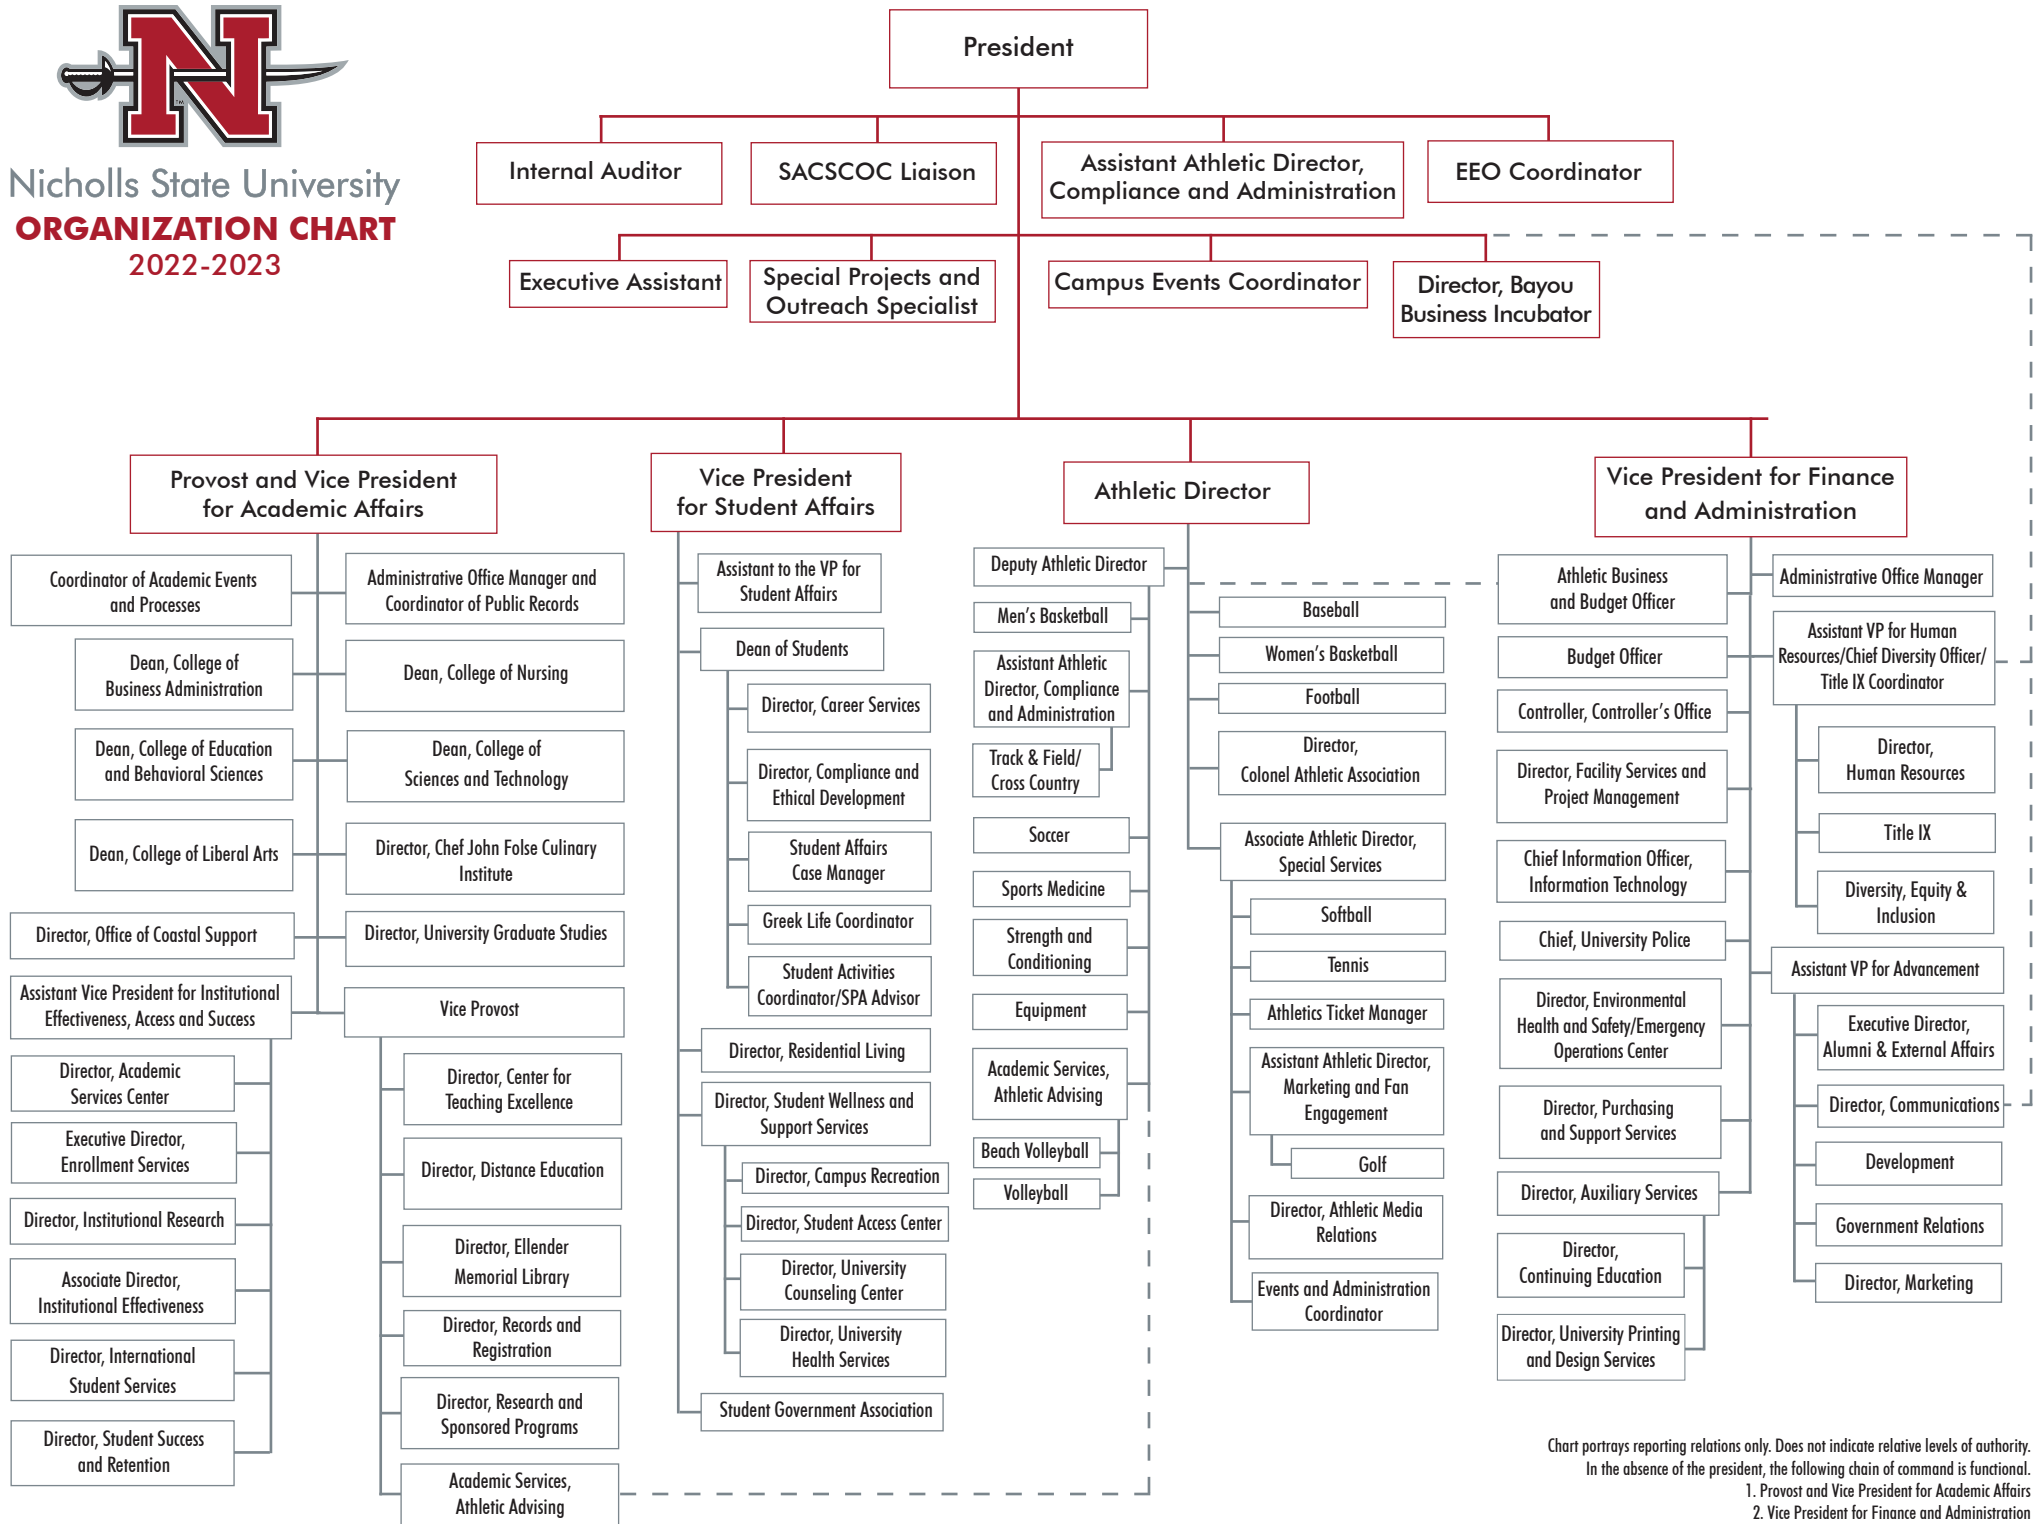 N
TM
Nicholls State University
ORGANIZATION CHART
2022-2023
President
Internal Auditor
SACSCOC Liaison
Assistant Athletic Director,
Compliance and Administration
EEO Coordinator
Executive Assistant
Special Projects and
Outreach Specialist
Campus Events Coordinator
Director, Bayou
Business Incubator
Provost and Vice President
for Academic Affairs
Coordinator of Academic Events
and Processes
Administrative Office Manager and
Coordinator of Public Records
Dean, College of
Business Administration
Dean, College of Nursing
Dean, College of Education
and Behavioral Sciences
Dean, College of
Sciences and Technology
Dean, College of Liberal Arts
Director, Chef John Folse Culinary
Institute
Director, Office of Coastal Support
Director, University Graduate Studies
Assistant Vice President for Institutional
Effectiveness, Access and Success
Vice Provost
Director, Academic
Services Center
Executive Director,
Enrollment Services
Director, Institutional Research
Associate Director,
Institutional Effectiveness
Director, International
Student Services
Director, Student Success
and Retention
Director, Center for
Teaching Excellence
Director, Distance Education
Director, Ellender
Memorial Library
Director, Records and
Registration
Director, Research and
Sponsored Programs
Academic Services,
Athletic Advising
Vice President
for Student Affairs
Assistant to the VP for
Student Affairs
Dean of Students
Director, Career Services
Director, Compliance and
Ethical Development
Student Affairs
Case Manager
Greek Life Coordinator
Student Activities
Coordinator/SPA Advisor
Director, Residential Living
Director, Student Wellness and
Support Services
Director, Campus Recreation
Director, Student Access Center
Director, University
Counseling Center
Director, University
Health Services
Student Government Association
Athletic Director
Deputy Athletic Director
Men's Basketball
Assistant Athletic
Director, Compliance
and Administration
Track & Field/
Cross Country
Soccer
Sports Medicine
Strength and
Conditioning
Equipment
Academic Services,
Athletic Advising
Beach Volleyball
Volleyball
Baseball
Women's Basketball
Football
Director,
Colonel Athletic Association
Associate Athletic Director,
Special Services
Softball
Tennis
Athletics Ticket Manager
Assistant Athletic Director,
Marketing and Fan
Engagement
Golf
Director, Athletic Media
Relations
Events and Administration
Coordinator
Vice President for Finance
and Administration
Athletic Business
and Budget Officer
Budget Officer
Controller, Controller's Office
Director, Facility Services and
Project Management
Chief Information Officer,
Information Technology
Chief, University Police
Director, Environmental
Health and Safety/Emergency
Operations Center
Director, Purchasing
and Support Services
Director, Auxiliary Services
Director,
Continuing Education
Director, University Printing
and Design Services
Administrative Office Manager
Assistant VP for Human
Resources/Chief Diversity Officer/
Title IX Coordinator
Director,
Human Resources
Title IX
Diversity, Equity &
Inclusion
Assistant VP for Advancement
Executive Director,
Alumni & External Affairs
Director, Communications
Development
Government Relations
Director, Marketing
Chart portrays reporting relations only. Does not indicate relative levels of authority.
In the absence of the president, the following chain of command is functional.
1. Provost and Vice President for Academic Affairs
2. Vice President for Finance and Administration